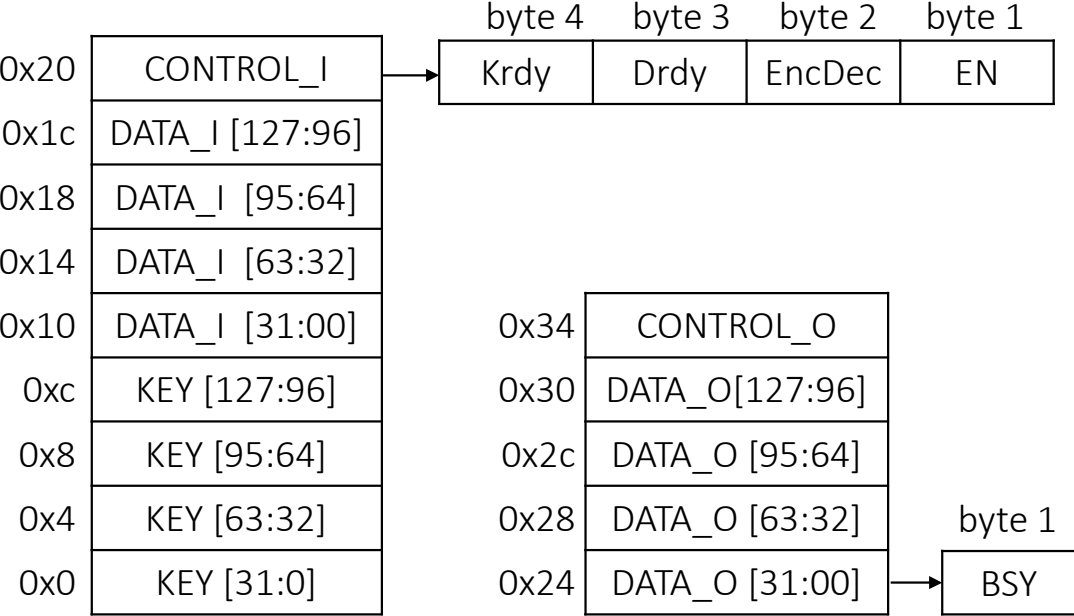 byte 4 byte 3 byte 2 byte 1
0x20 CONTROL_I Krdy Drdy EncDec EN
0x1c DATA_I [127:96]
0x18 DATA_I [95:64]
0x14 DATA_I [63:32]
0x10 DATA_I [31:00] 0x34 CONTROL_O
0xc KEY [127:96] 0x30 DATA_O[127:96]
0x8 KEY [95:64] 0x2c DATA_O [95:64]
0x4 KEY [63:32] 0x28 DATA_O [63:32] byte 1
0x0 KEY [31:0] 0x24 DATA_O [31:00] BSY